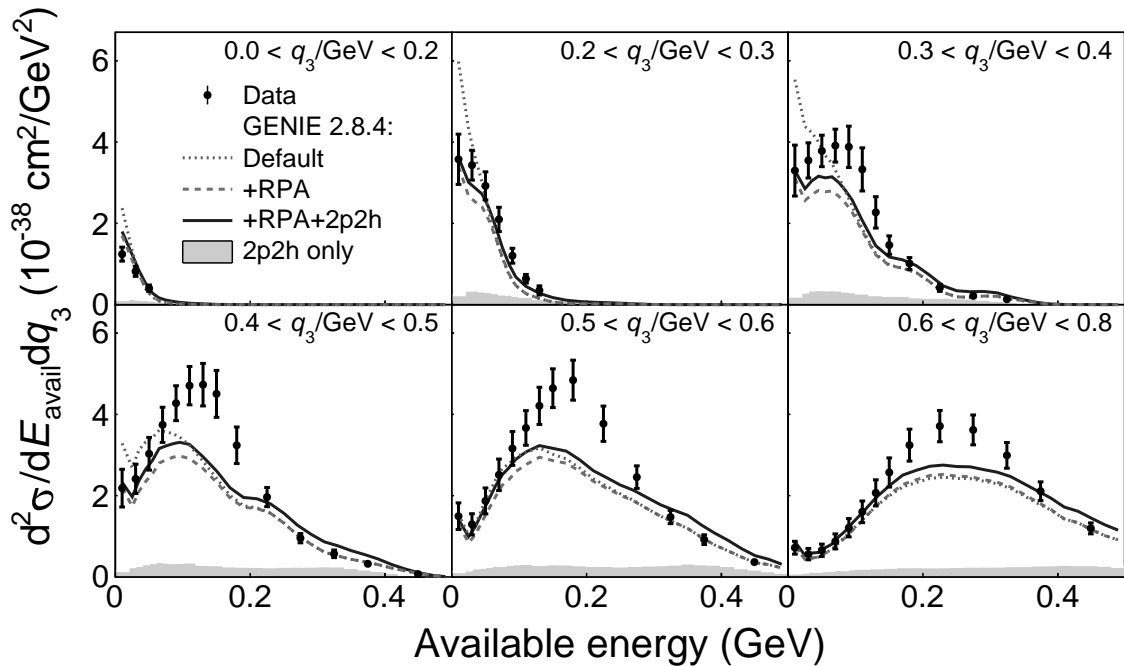 d²σ/dE_avail dq₃ (10⁻³⁸ cm²/GeV²)
0.0 < q₃/GeV < 0.2
0.2 < q₃/GeV < 0.3
0.3 < q₃/GeV < 0.4
Data
GENIE 2.8.4:
Default
+RPA
+RPA+2p2h
2p2h only
6
4
2
0
0.4 < q₃/GeV < 0.5
0.5 < q₃/GeV < 0.6
0.6 < q₃/GeV < 0.8
6
4
2
0
0 0.2 0.4 0 0.2 0.4 0 0.2 0.4
Available energy (GeV)